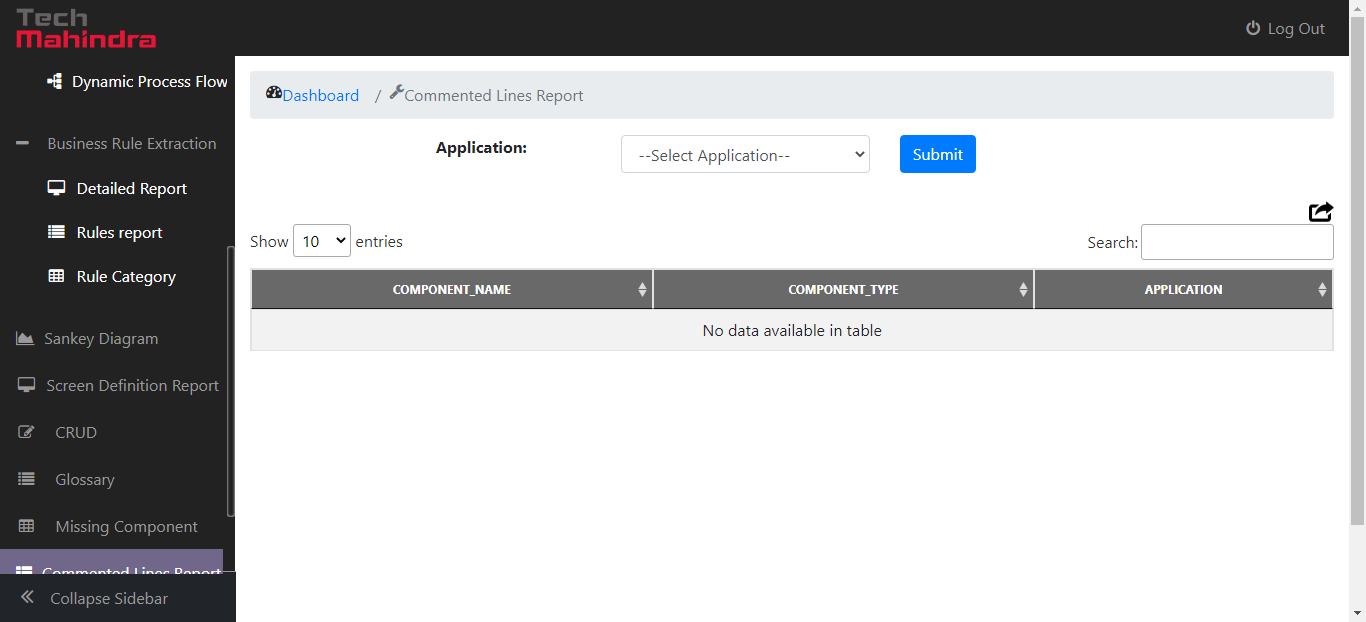 Tech
Mahindra
Log Out
Dynamic Process Flow
Business Rule Extraction
Detailed Report
Rules report
Rule Category
Sankey Diagram
Screen Definition Report
CRUD
Glossary
Missing Component
Commented Lines Report
Collapse Sidebar
Dashboard / Commented Lines Report
Application: --Select Application-- Submit
Show 10 entries Search:
COMPONENT_NAME COMPONENT_TYPE APPLICATION
No data available in table